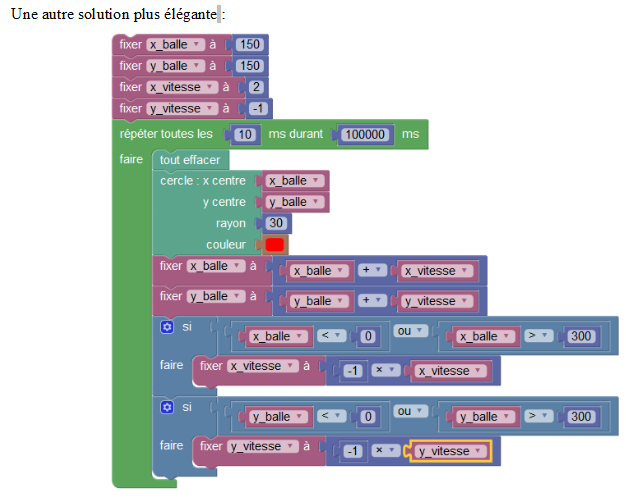 Une autre solution plus élégante :
fixer x_balle à 150
fixer y_balle à 150
fixer x_vitesse à 2
fixer y_vitesse à -1
répéter toutes les 10 ms durant 100000 ms
faire tout effacer
cercle : x centre x_balle
y centre y_balle
rayon 30
couleur
fixer x_balle à x_balle + x_vitesse
fixer y_balle à y_balle + y_vitesse
si x_balle < 0 ou x_balle > 300
faire fixer x_vitesse à -1 × x_vitesse
si y_balle < 0 ou y_balle > 300
faire fixer y_vitesse à -1 × y_vitesse